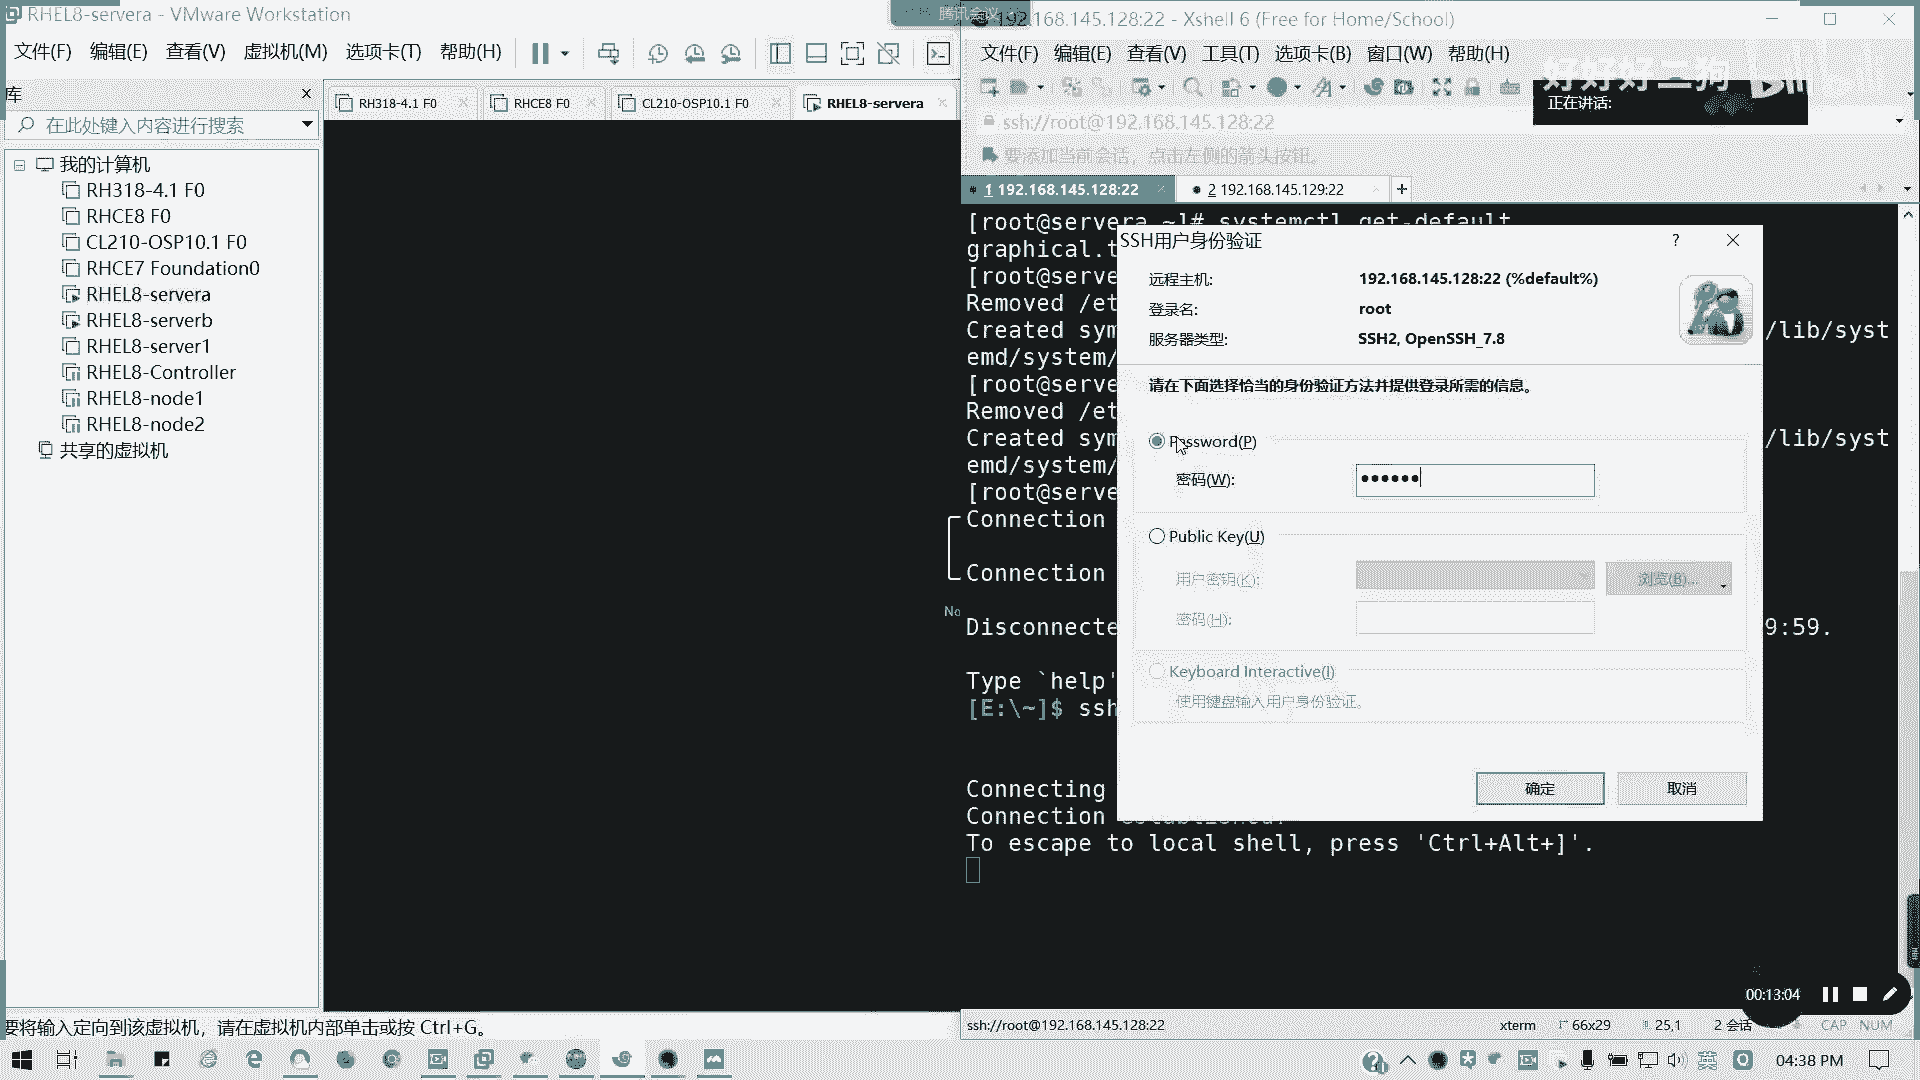 RHEL8-servera - VMware Workstation
文件(F) 编辑(E) 查看(V) 虚拟机(M) 选项卡(T) 帮助(H)
库
在此处键入内容进行搜索
我的计算机
RH318-4.1 F0
RHCE8 F0
CL210-OSP10.1 F0
RHCE7 Foundation0
RHEL8-servera
RHEL8-serverb
RHEL8-server1
RHEL8-Controller
RHEL8-node1
RHEL8-node2
共享的虚拟机
RH318-4.1 F0
RHCE8 F0
CL210-OSP10.1 F0
RHEL8-servera
要将输入定向到该虚拟机，请在虚拟机内部单击或按 Ctrl+G。
腾讯会议
192.168.145.128:22 - Xshell 6 (Free for Home/School)
文件(F) 编辑(E) 查看(V) 工具(T) 选项卡(B) 窗口(W) 帮助(H)
好好好二狗
正在讲话:
ssh://root@192.168.145.128:22
要添加当前会话，点击左侧的箭头按钮。
1 192.168.145.128:22
2 192.168.145.129:22
[root@servera ~]# systemctl get-default
graphical.t
[root@serve
Removed /et
Created sym /lib/syst
emd/system/
[root@serve
Removed /et
Created sym /lib/syst
emd/system/
[root@serve
Connection
Connection
No
Disconnecte 9:59.
Type `help'
[E:\~]$ ssh
Connecting
Connection established.
To escape to local shell, press 'Ctrl+Alt+]'.
SSH用户身份验证
远程主机: 192.168.145.128:22 (%default%)
登录名: root
服务器类型: SSH2, OpenSSH_7.8
请在下面选择恰当的身份验证方法并提供登录所需的信息。
Password(P)
密码(W): ••••••
Public Key(U)
用户密钥(K): 浏览(B)...
密码(H):
Keyboard Interactive(I)
使用键盘输入用户身份验证。
确定 取消
00:13:04
ssh://root@192.168.145.128:22 xterm 66x29 25,1 2 会话 CAP NUM
英
04:38 PM